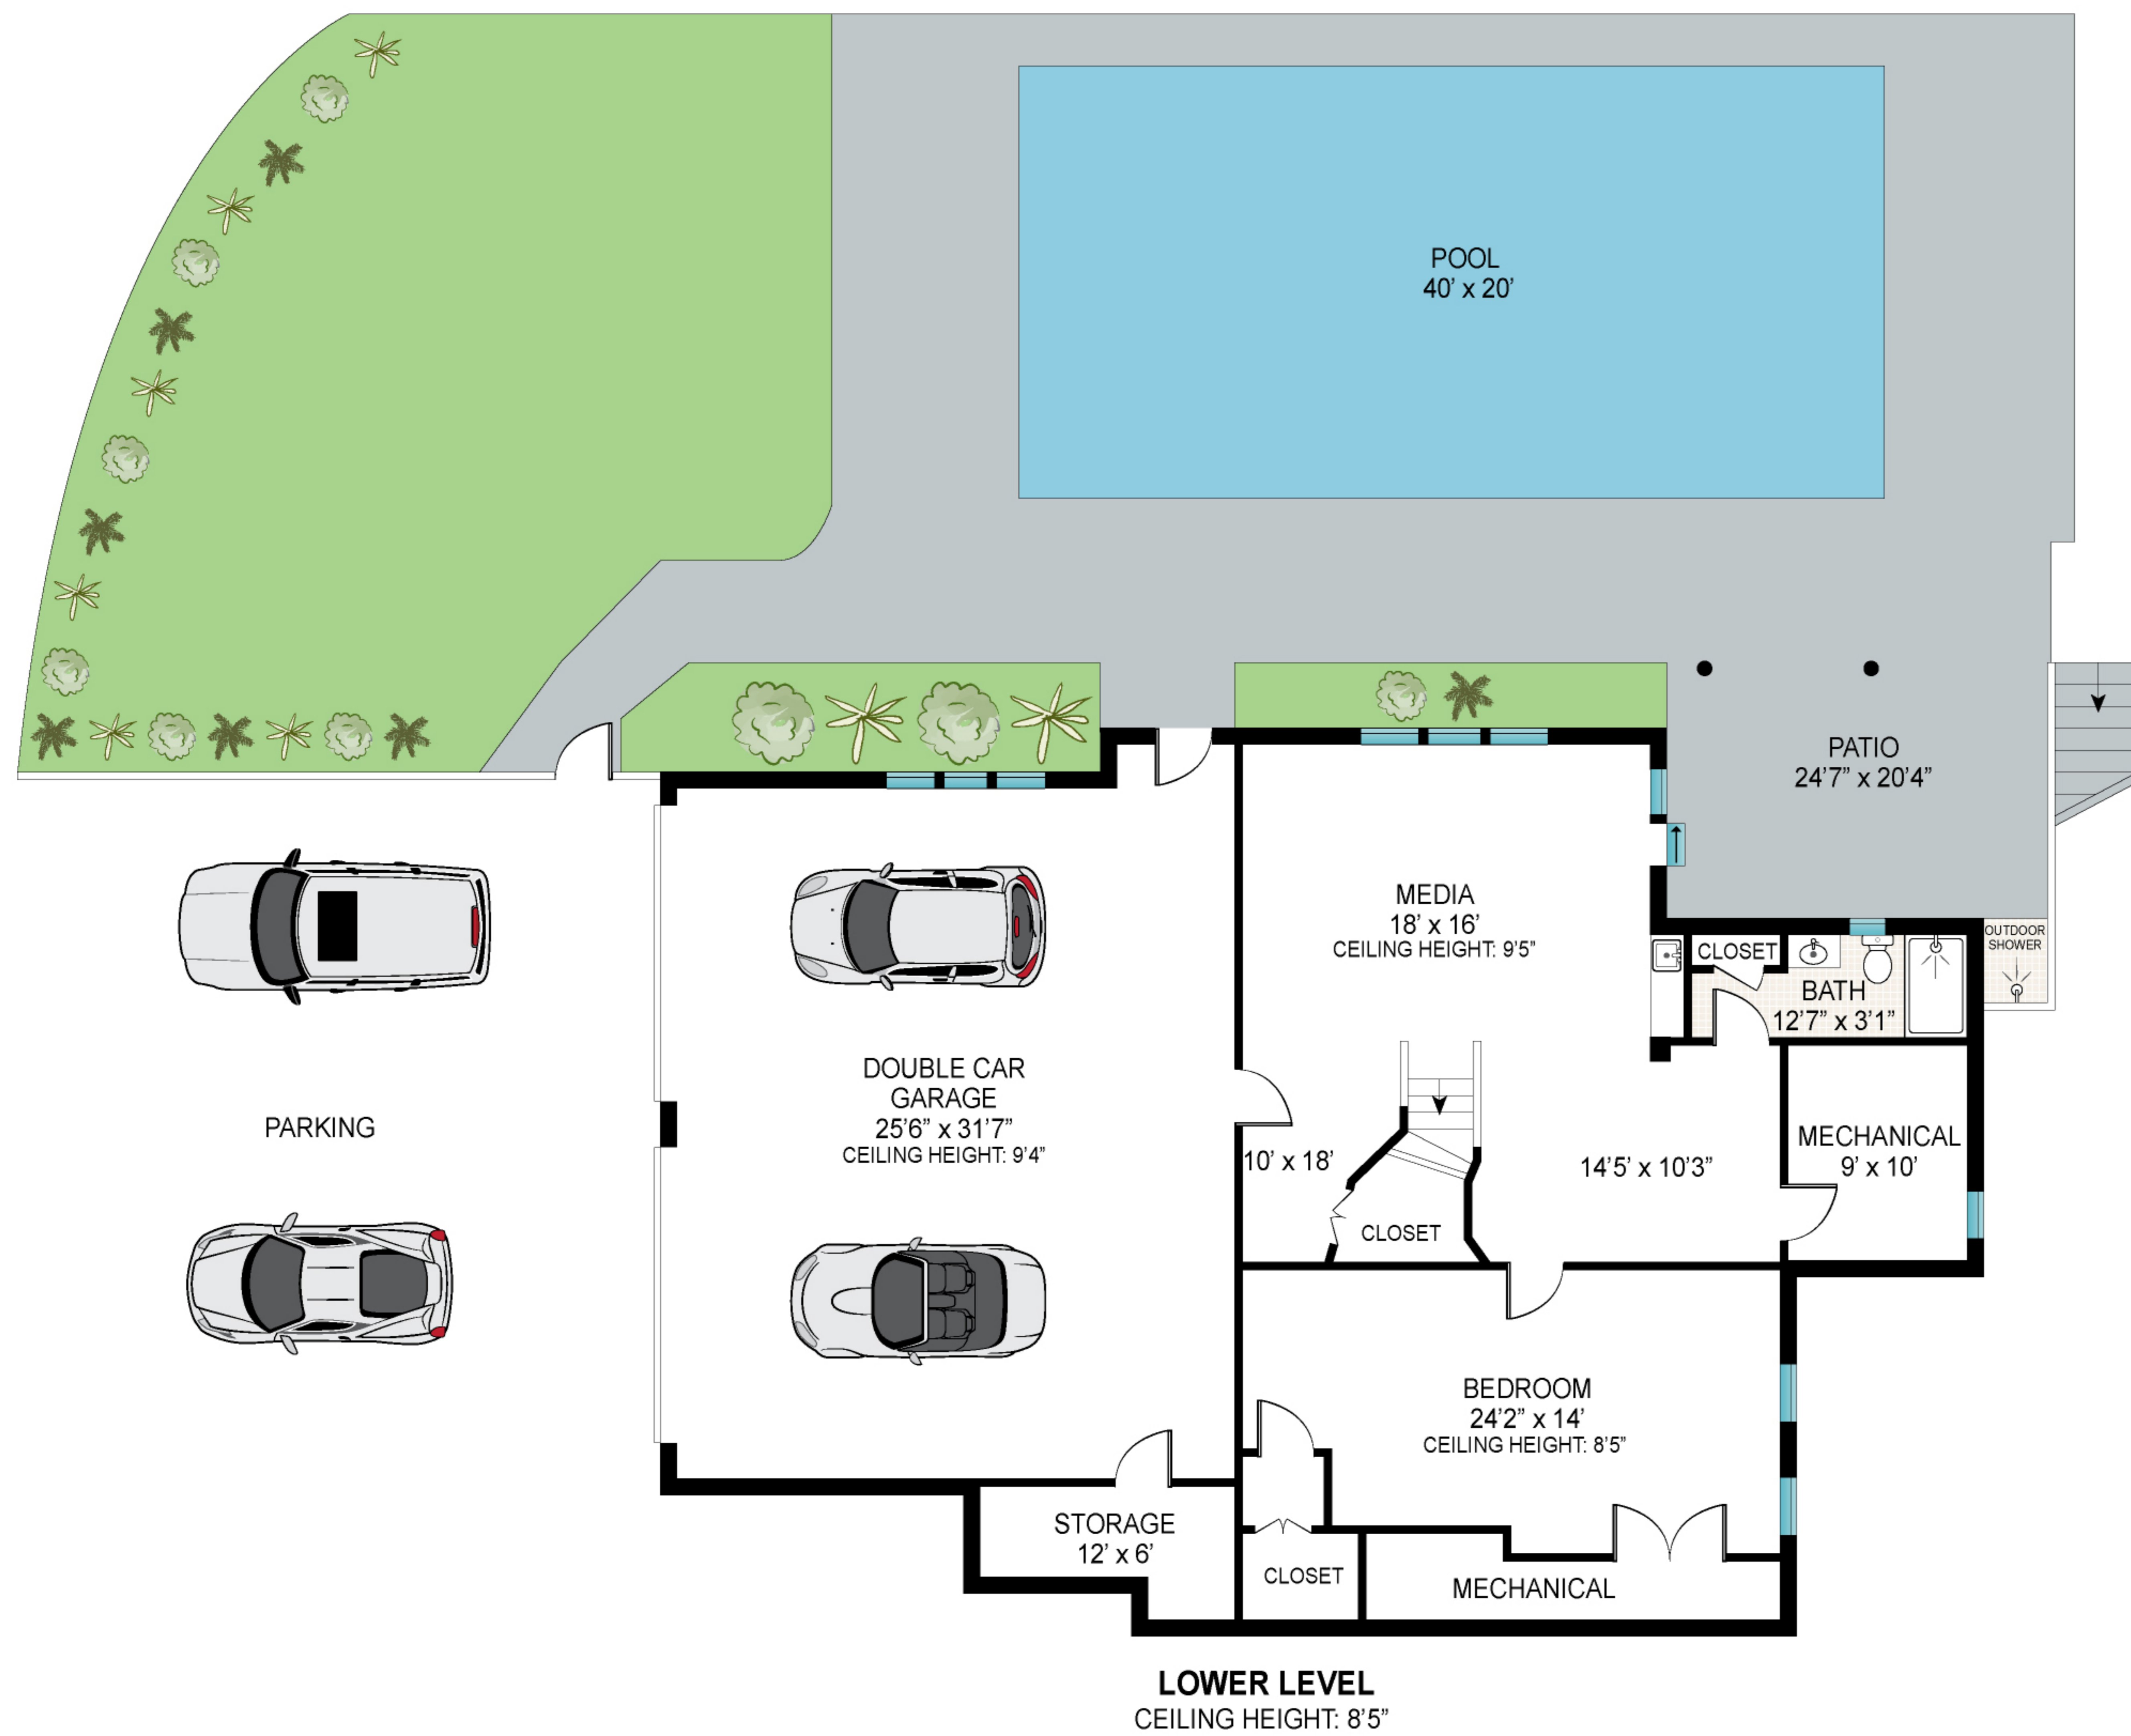 POOL
40’ x 20’
PATIO
24’7” x 20’4”
MEDIA
18’ x 16’
CEILING HEIGHT: 9’5”
OUTDOOR
SHOWER
CLOSET
BATH
12’7” x 3’1”
DOUBLE CAR
GARAGE
25’6” x 31’7”
CEILING HEIGHT: 9’4”
PARKING
10’ x 18’
14’5’ x 10’3”
MECHANICAL
9’ x 10’
CLOSET
BEDROOM
24’2” x 14’
CEILING HEIGHT: 8’5”
STORAGE
12’ x 6’
CLOSET
MECHANICAL
LOWER LEVEL
CEILING HEIGHT: 8’5”